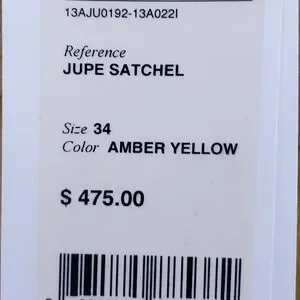 13AJU0192-13A022I
Reference
JUPE SATCHEL
Size 34
Color AMBER YELLOW
$ 475.00